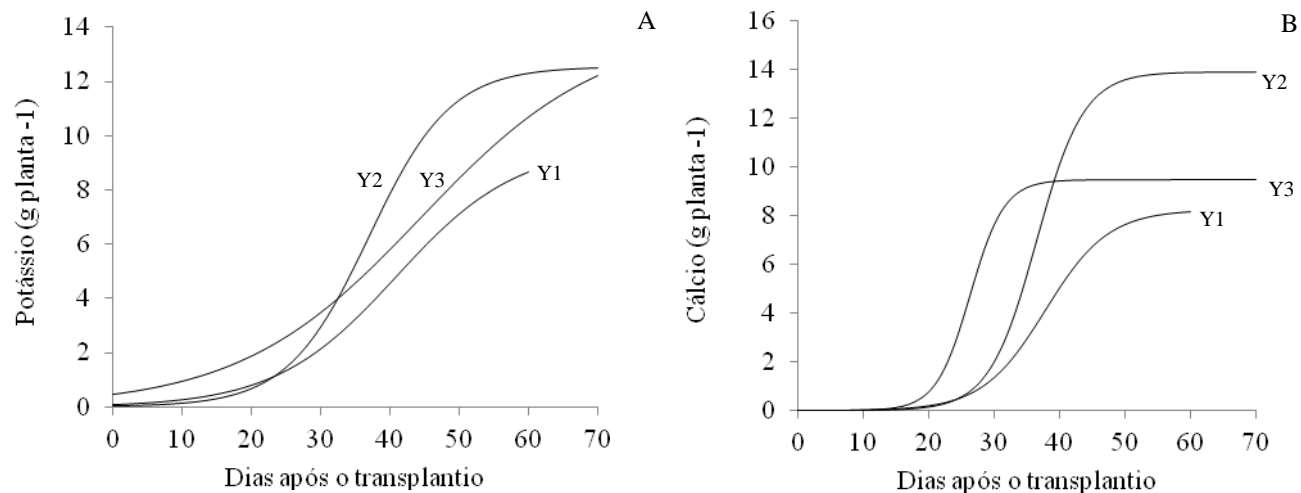 A
Potássio (g planta -1)
14
12
10
8
6
4
2
0
Y2
Y3
Y1
0 10 20 30 40 50 60 70
Dias após o transplantio
B
Cálcio (g planta -1)
16
14
12
10
8
6
4
2
0
Y2
Y3
Y1
0 10 20 30 40 50 60 70
Dias após o transplantio